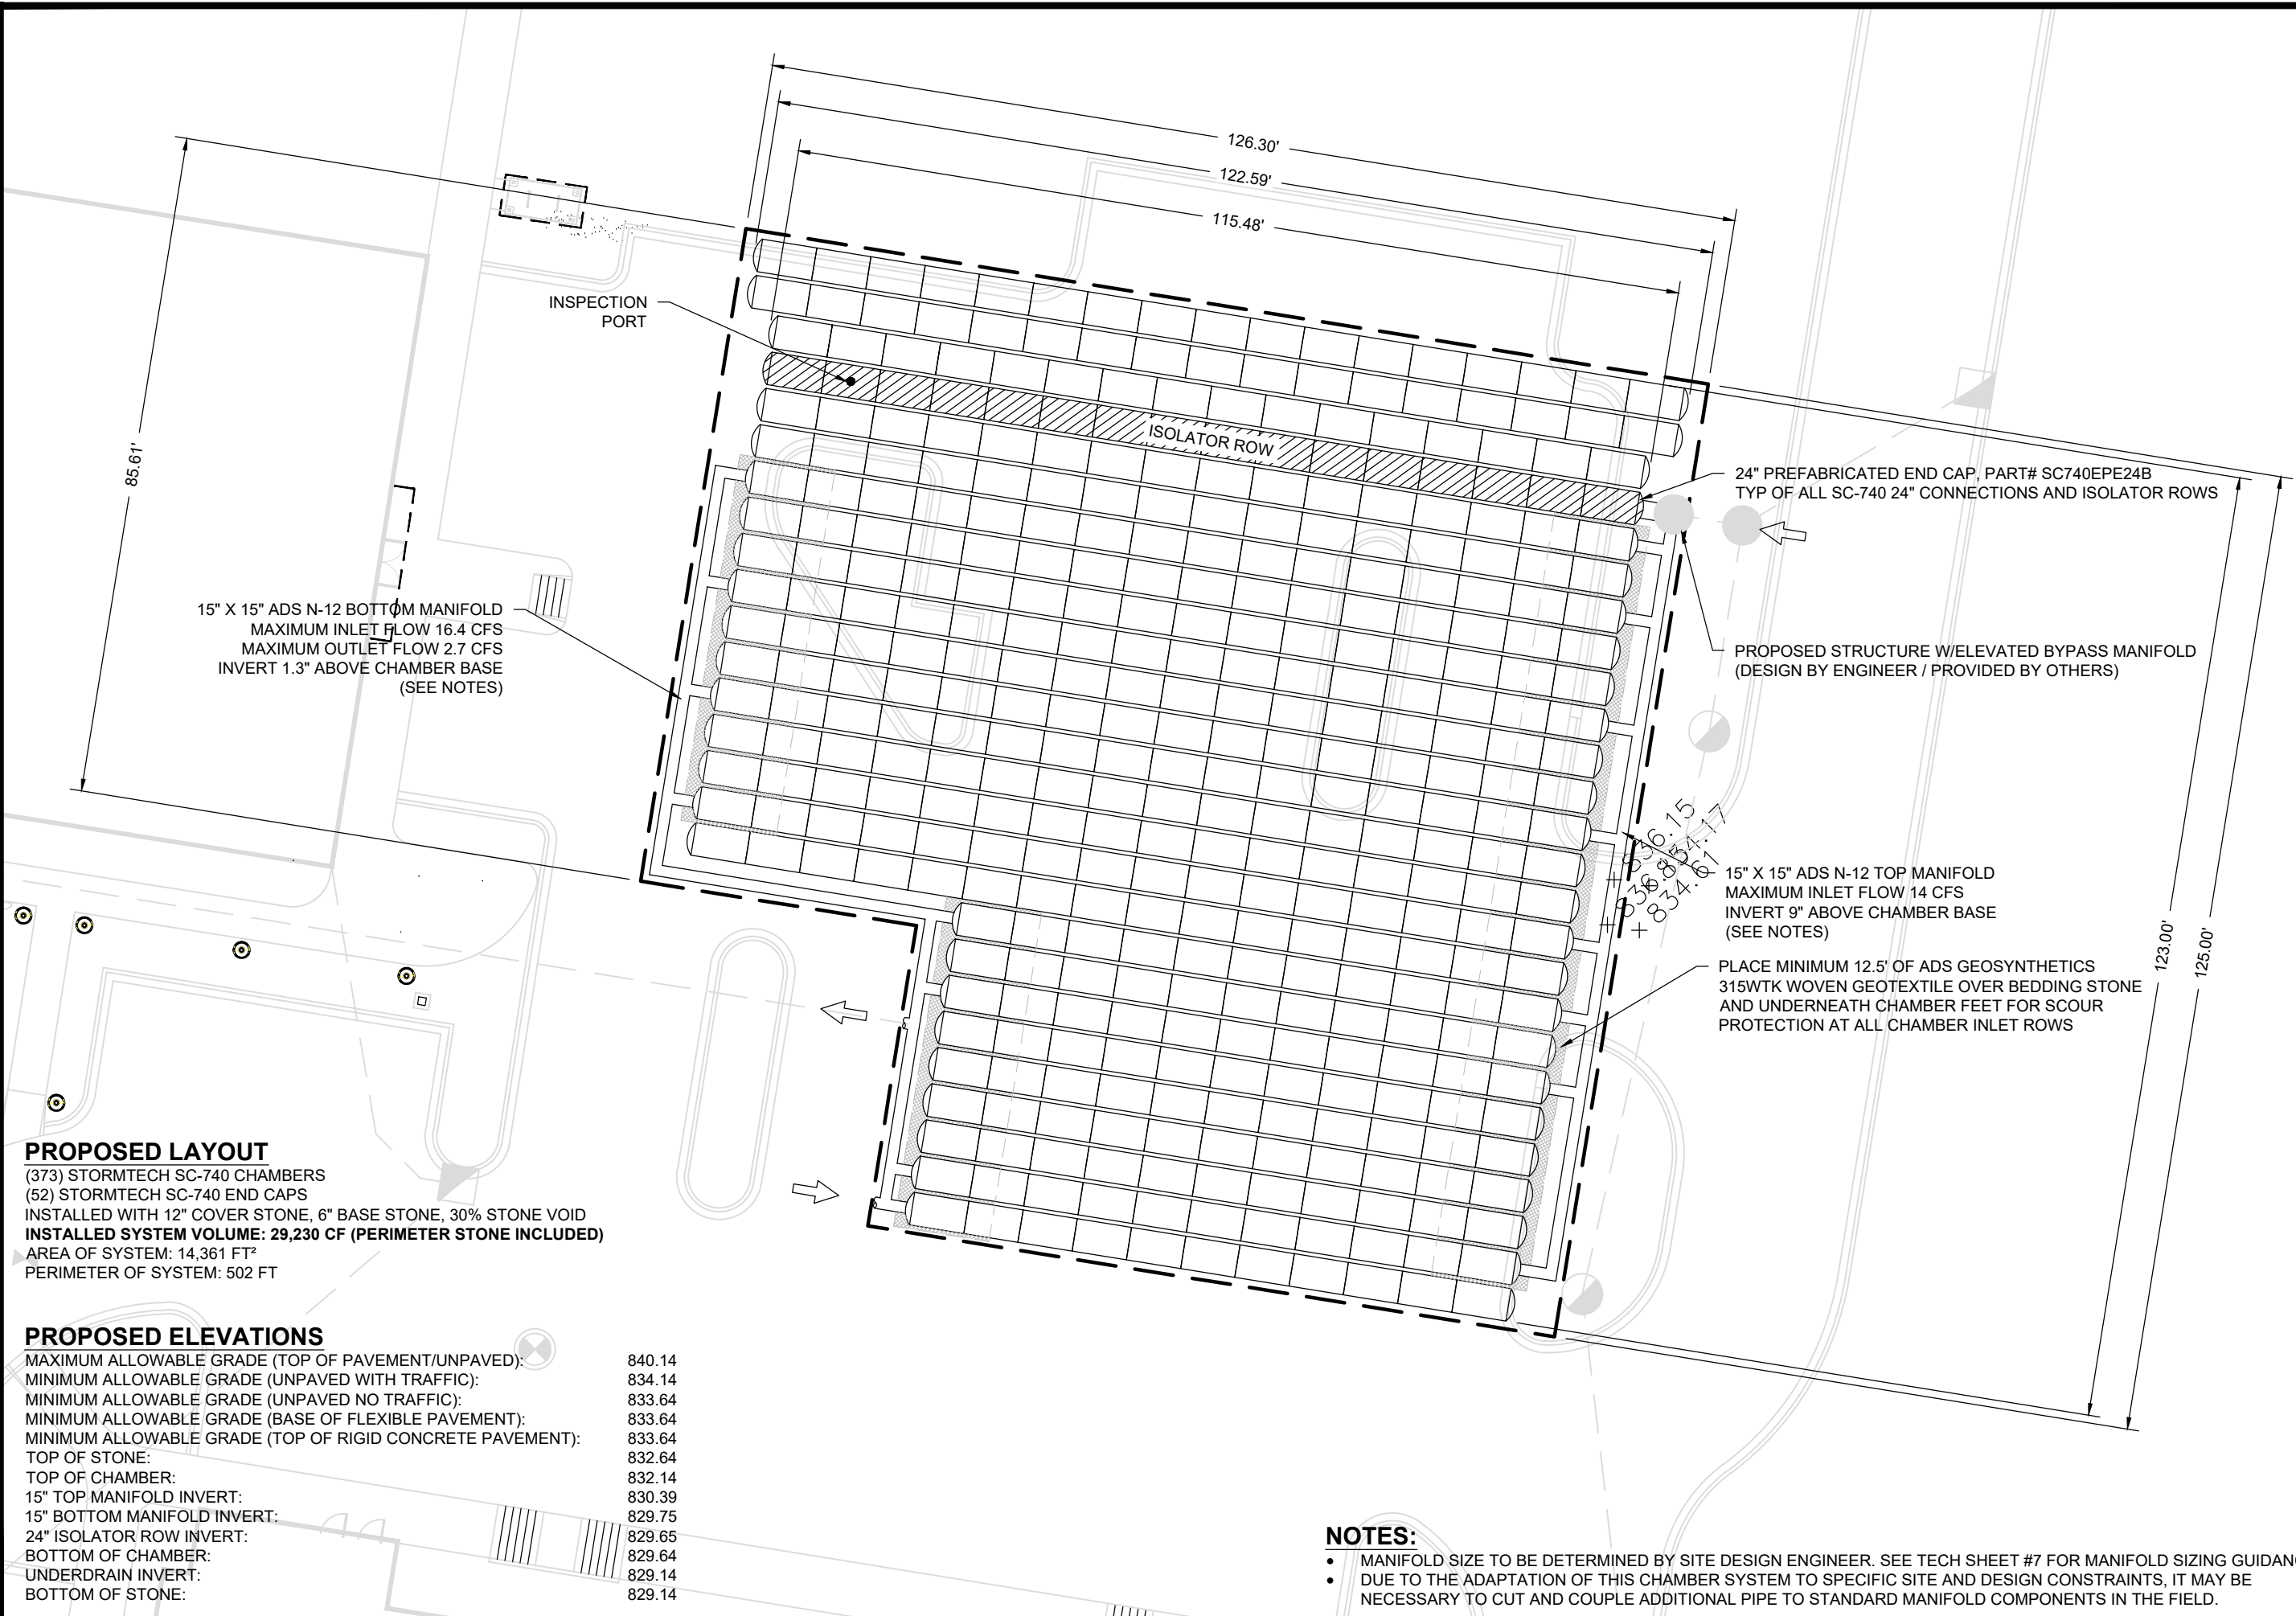 126.30'
122.59'
115.48'
85.61'
INSPECTION
PORT
ISOLATOR ROW
24" PREFABRICATED END CAP, PART# SC740EPE24B
TYP OF ALL SC-740 24" CONNECTIONS AND ISOLATOR ROWS
15" X 15" ADS N-12 BOTTOM MANIFOLD
MAXIMUM INLET FLOW 16.4 CFS
MAXIMUM OUTLET FLOW 2.7 CFS
INVERT 1.3" ABOVE CHAMBER BASE
(SEE NOTES)
PROPOSED STRUCTURE W/ELEVATED BYPASS MANIFOLD
(DESIGN BY ENGINEER / PROVIDED BY OTHERS)
836.15
834.17
834.61
15" X 15" ADS N-12 TOP MANIFOLD
MAXIMUM INLET FLOW 14 CFS
INVERT 9" ABOVE CHAMBER BASE
(SEE NOTES)
PLACE MINIMUM 12.5' OF ADS GEOSYNTHETICS
315WTK WOVEN GEOTEXTILE OVER BEDDING STONE
AND UNDERNEATH CHAMBER FEET FOR SCOUR
PROTECTION AT ALL CHAMBER INLET ROWS
123.00'
125.00'
PROPOSED LAYOUT
(373) STORMTECH SC-740 CHAMBERS
(52) STORMTECH SC-740 END CAPS
INSTALLED WITH 12" COVER STONE, 6" BASE STONE, 30% STONE VOID
INSTALLED SYSTEM VOLUME: 29,230 CF (PERIMETER STONE INCLUDED)
AREA OF SYSTEM: 14,361 FT²
PERIMETER OF SYSTEM: 502 FT
PROPOSED ELEVATIONS
MAXIMUM ALLOWABLE GRADE (TOP OF PAVEMENT/UNPAVED): 840.14
MINIMUM ALLOWABLE GRADE (UNPAVED WITH TRAFFIC): 834.14
MINIMUM ALLOWABLE GRADE (UNPAVED NO TRAFFIC): 833.64
MINIMUM ALLOWABLE GRADE (BASE OF FLEXIBLE PAVEMENT): 833.64
MINIMUM ALLOWABLE GRADE (TOP OF RIGID CONCRETE PAVEMENT): 833.64
TOP OF STONE: 832.64
TOP OF CHAMBER: 832.14
15" TOP MANIFOLD INVERT: 830.39
15" BOTTOM MANIFOLD INVERT: 829.75
24" ISOLATOR ROW INVERT: 829.65
BOTTOM OF CHAMBER: 829.64
UNDERDRAIN INVERT: 829.14
BOTTOM OF STONE: 829.14
NOTES:
• MANIFOLD SIZE TO BE DETERMINED BY SITE DESIGN ENGINEER. SEE TECH SHEET #7 FOR MANIFOLD SIZING
• DUE TO THE ADAPTATION OF THIS CHAMBER SYSTEM TO SPECIFIC SITE AND DESIGN CONSTRAINTS, IT MAY BE
NECESSARY TO CUT AND COUPLE ADDITIONAL PIPE TO STANDARD MANIFOLD COMPONENTS IN THE FIELD.